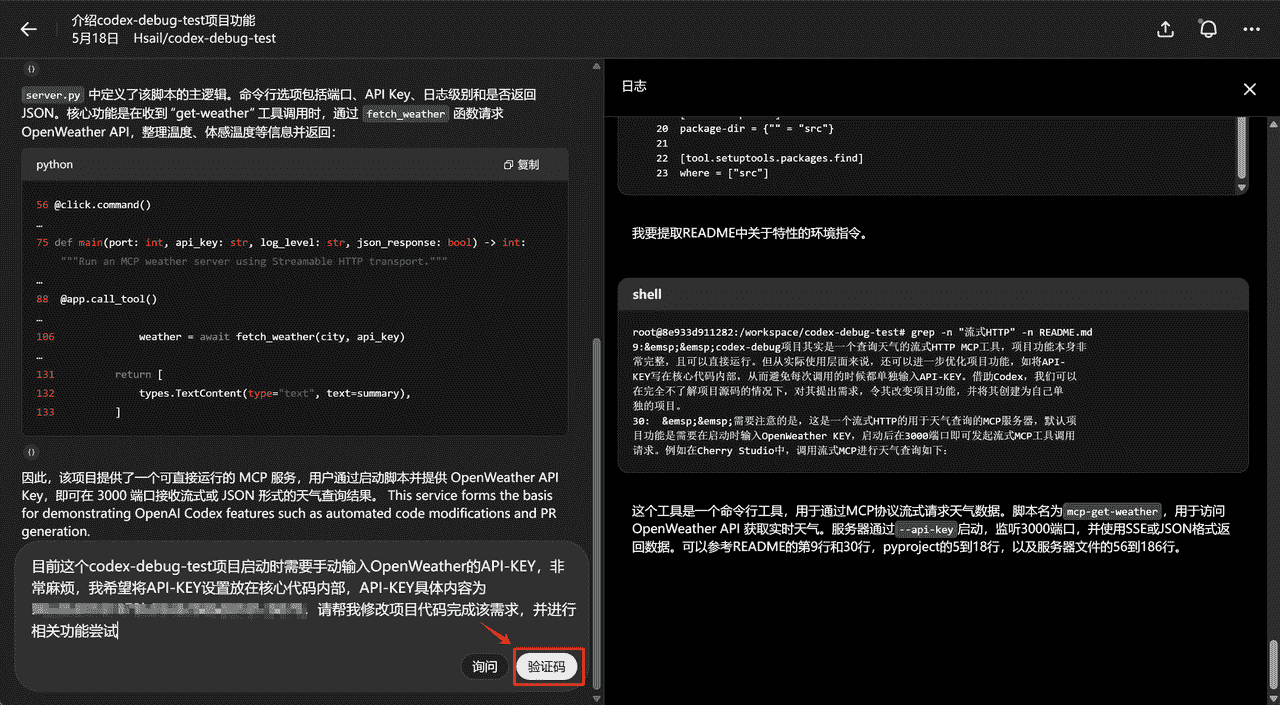 介绍codex-debug-test项目功能
5月18日 Hsail/codex-debug-test
server.py 中定义了该脚本的主逻辑。命令行选项包括端口、API Key、日志级别和是否返回
JSON。核心功能是在收到 “get-weather” 工具调用时，通过 fetch_weather 函数请求
OpenWeather API，整理温度、体感温度等信息并返回：
python
复制
56 @click.command()
…
75 def main(port: int, api_key: str, log_level: str, json_response: bool) -> int:
"""Run an MCP weather server using Streamable HTTP transport."""
…
88 @app.call_tool()
…
106 weather = await fetch_weather(city, api_key)
…
131 return [
132 types.TextContent(type="text", text=summary),
133 ]
因此，该项目提供了一个可直接运行的 MCP 服务，用户通过启动脚本并提供 OpenWeather API
Key，即可在 3000 端口接收流式或 JSON 形式的天气查询结果。 This service forms the basis
for demonstrating OpenAI Codex features such as automated code modifications and PR
generation.
目前这个codex-debug-test项目启动时需要手动输入OpenWeather的API-KEY，非
常麻烦，我希望将API-KEY设置放在核心代码内部，API-KEY具体内容为
，请帮我修改项目代码完成该需求，并进行
相关功能尝试
询问
验证码
日志
20 package-dir = {"" = "src"}
21
22 [tool.setuptools.packages.find]
23 where = ["src"]
我要提取README中关于特性的环境指令。
shell
root@8e933d911282:/workspace/codex-debug-test# grep -n "流式HTTP" -n README.md
9:&emsp;&emsp;codex-debug项目其实是一个查询天气的流式HTTP MCP工具，项目功能本身非
常完整，且可以直接运行。但从实际使用层面来说，还可以进一步优化项目功能，如将API-
KEY写在核心代码内部，从而避免每次调用的时候都单独输入API-KEY。借助Codex，我们可以
在完全不了解项目源码的情况下，对其提出需求，令其改变项目功能，并将其创建为自己单
独的项目。
30: &emsp;&emsp;需要注意的是，这是一个流式HTTP的用于天气查询的MCP服务器，默认项
目功能是需要在启动时输入OpenWeather KEY，启动后在3000端口即可发起流式MCP工具调用
请求。例如在Cherry Studio中，调用流式MCP进行天气查询如下：
这个工具是一个命令行工具，用于通过MCP协议流式请求天气数据。脚本名为 mcp-get-weather ，用于访问
OpenWeather API 获取实时天气。服务器通过 --api-key 启动，监听3000端口，并使用SSE或JSON格式返
回数据。可以参考README的第9行和30行，pyproject的5到18行，以及服务器文件的56到186行。